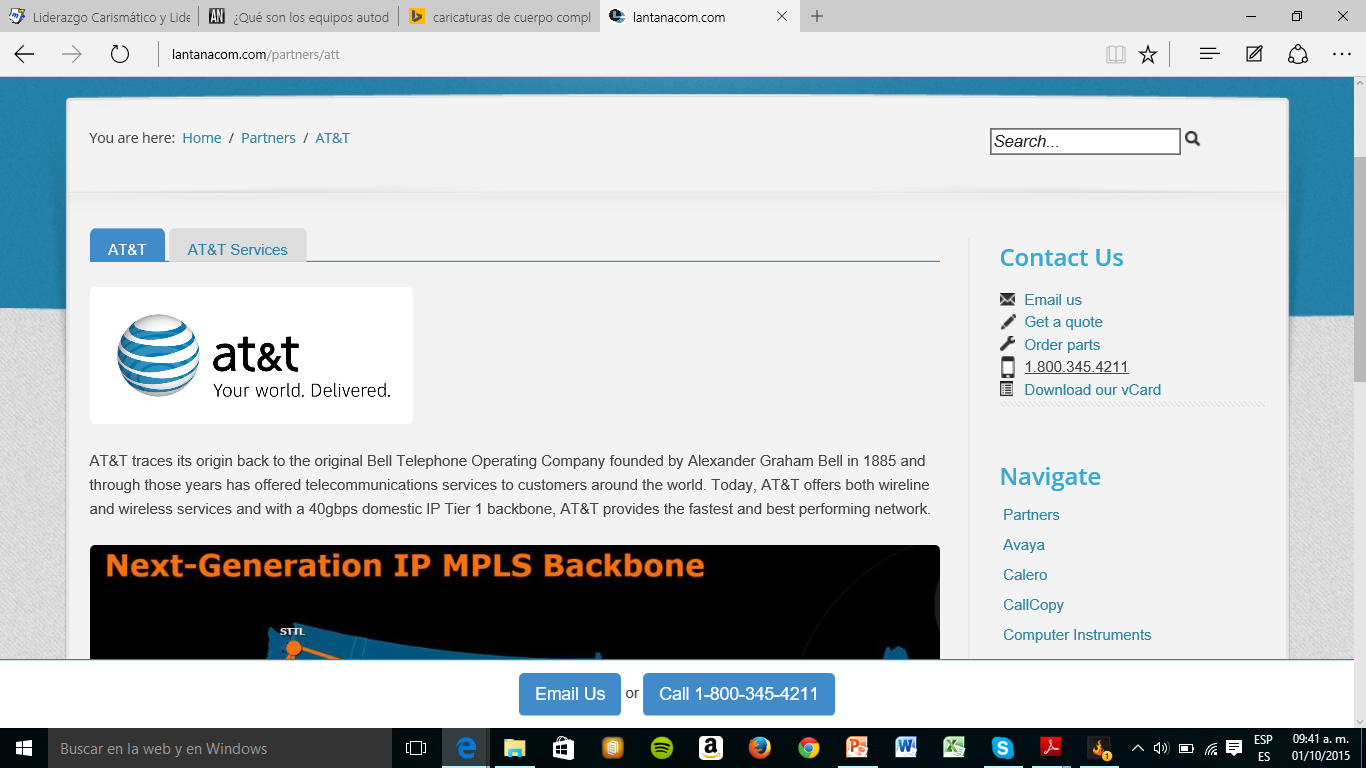 Liderazgo Carismático y Lide
AN ¿Qué son los equipos autod
caricaturas de cuerpo compl
lantanacom.com
lantanacom.com/partners/att
You are here: Home / Partners / AT&T
Search...
AT&T
AT&T Services
at&t
Your world. Delivered.
AT&T traces its origin back to the original Bell Telephone Operating Company founded by Alexander Graham Bell in 1885 and
through those years has offered telecommunications services to customers around the world. Today, AT&T offers both wireline
and wireless services and with a 40gbps domestic IP Tier 1 backbone, AT&T provides the fastest and best performing network.
Next-Generation IP MPLS Backbone
STTL
Contact Us
Email us
Get a quote
Order parts
1.800.345.4211
Download our vCard
Navigate
Partners
Avaya
Calero
CallCopy
Computer Instruments
Email Us or Call 1-800-345-4211
Buscar en la web y en Windows
ESP
ES
09:41 a. m.
01/10/2015